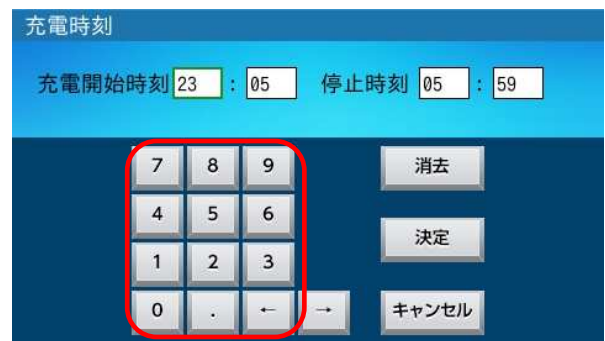 充電時刻
充電開始時刻 23 : 05 停止時刻 05 : 59
7 8 9 消去
4 5 6
決定
1 2 3
0 . ← → キャンセル